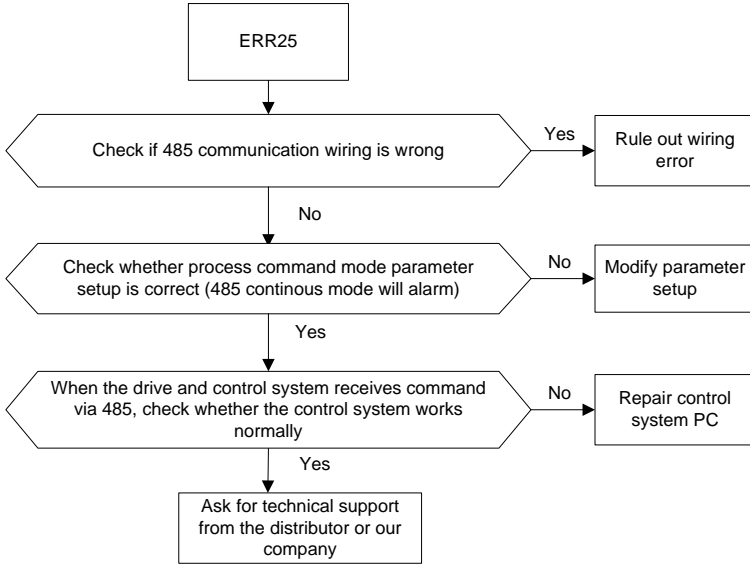 ERR25
Check if 485 communication wiring is wrong
Yes
Rule out wiring
error
No
Check whether process command mode parameter
setup is correct (485 continous mode will alarm)
No
Modify parameter
setup
Yes
When the drive and control system receives command
via 485, check whether the control system works
normally
No
Repair control
system PC
Yes
Ask for technical support
from the distributor or our
company